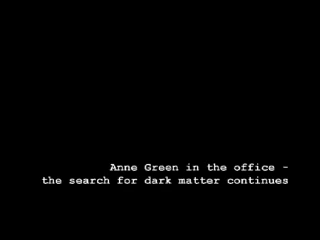 Anne Green in the office -
the search for dark matter continues